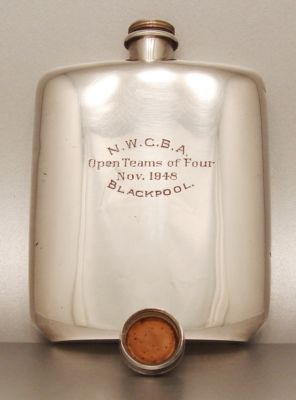 N.W.C.B.A.
Open Teams of Four
Nov. 1948
BLACKPOOL.